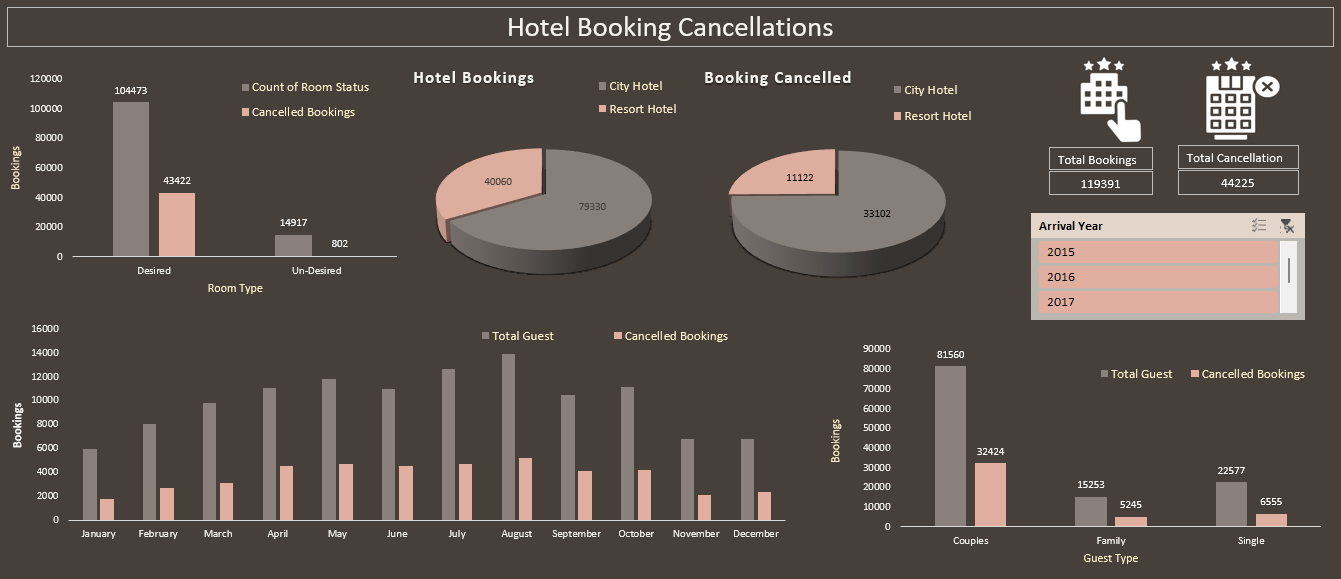 Hotel Booking Cancellations
120000
100000
80000
60000
40000
20000
0
Bookings
104473
43422
14917
802
Count of Room Status
Cancelled Bookings
Desired
Un-Desired
Room Type
Hotel Bookings
City Hotel
Resort Hotel
40060
79330
Booking Cancelled
City Hotel
Resort Hotel
11122
33102
Total Bookings
119391
Total Cancellation
44225
Arrival Year
2015
2016
2017
16000
14000
12000
10000
8000
6000
4000
2000
0
Bookings
Total Guest
Cancelled Bookings
January
February
March
April
May
June
July
August
September
October
November
December
90000
80000
70000
60000
50000
40000
30000
20000
10000
0
Bookings
81560
32424
15253
5245
22577
6555
Total Guest
Cancelled Bookings
Couples
Family
Single
Guest Type